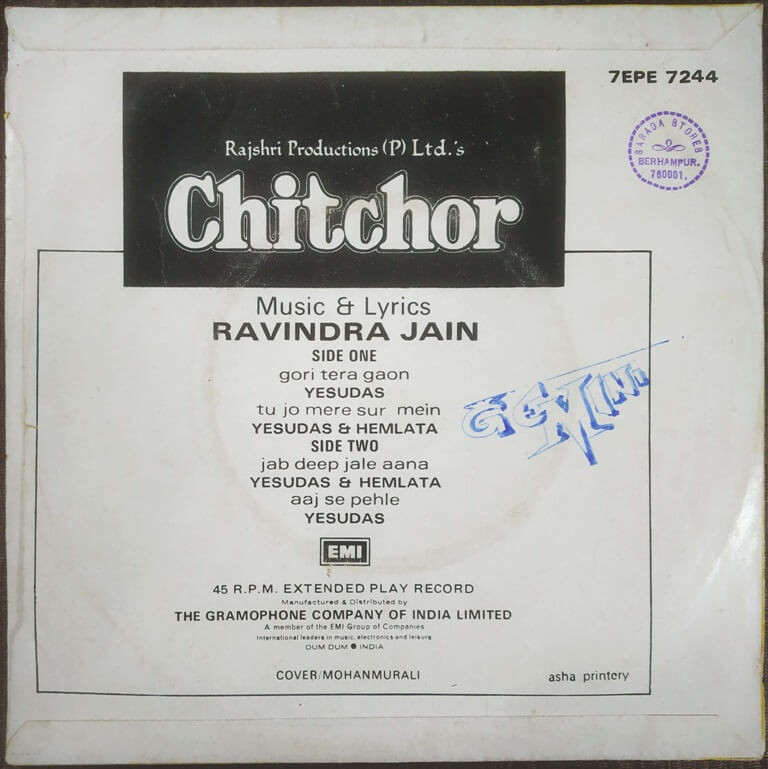 7EPE 7244
SARADA STORES
BERHAMPUR.
760001.
Rajshri Productions (P) Ltd.'s
Chitchor
Music & Lyrics
RAVINDRA JAIN
SIDE ONE
gori tera gaon
YESUDAS
tu jo mere sur mein
YESUDAS & HEMLATA
SIDE TWO
jab deep jale aana
YESUDAS & HEMLATA
aaj se pehle
YESUDAS
GEMINI
EMI
45 R.P.M. EXTENDED PLAY RECORD
Manufactured & Distributed by
THE GRAMOPHONE COMPANY OF INDIA LIMITED
A member of the EMI Group of Companies
International leaders in music, electronics and leisure
DUM DUM ● INDIA
COVER/MOHANMURALI
asha printery